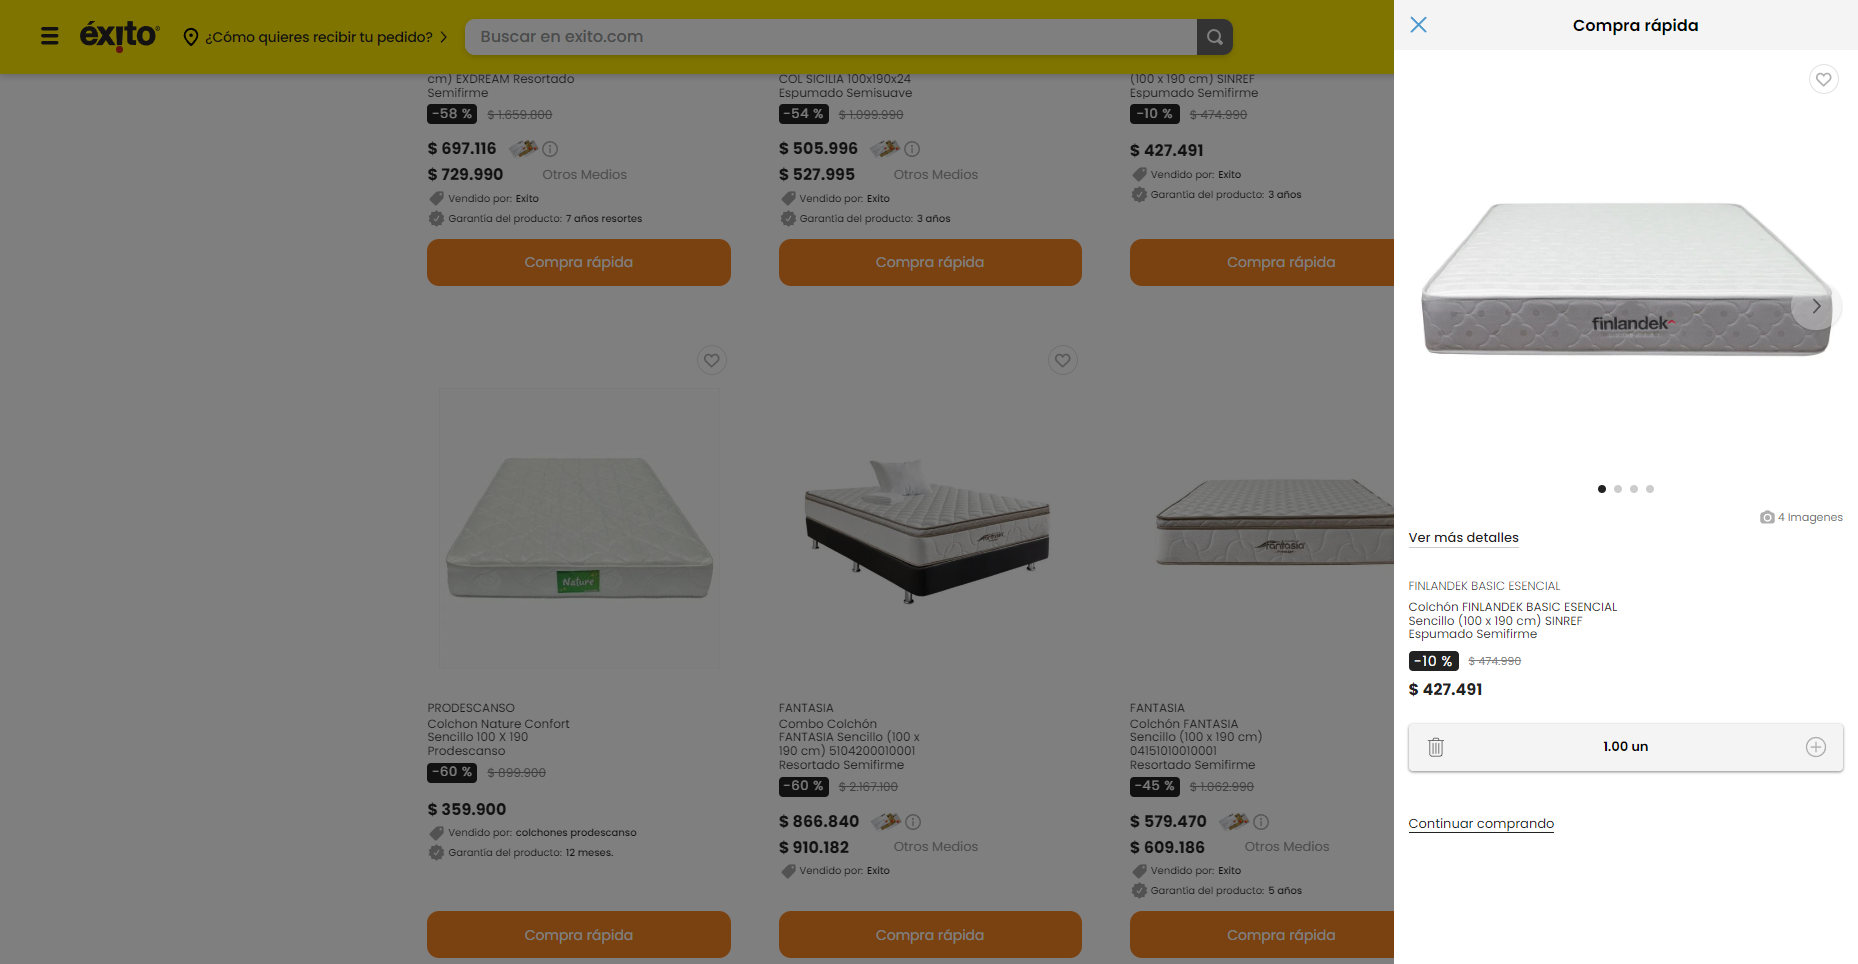 éxito
¿Cómo quieres recibir tu pedido?
Buscar en exito.com
cm) EXDREAM Resortado
Semifirme
-58 % $ 1.659.800
$ 697.116
$ 729.990 Otros Medios
Vendido por: Exito
Garantía del producto: 7 años resortes
Compra rápida
COL SICILIA 100x190x24
Espumado Semisuave
-54 % $ 1.099.990
$ 505.996
$ 527.995 Otros Medios
Vendido por: Exito
Garantía del producto: 3 años
Compra rápida
(100 x 190 cm) SINREF
Espumado Semifirme
-10 % $ 474.990
$ 427.491
Vendido por: Exito
Garantía del producto: 3 años
Compra rápida
Nature
PRODESCANSO
Colchon Nature Confort
Sencillo 100 X 190
Prodescanso
-60 % $ 899.900
$ 359.900
Vendido por: colchones prodescanso
Garantía del producto: 12 meses.
Compra rápida
fantasia
FANTASIA
Combo Colchón
FANTASIA Sencillo (100 x
190 cm) 5104200010001
Resortado Semifirme
-60 % $ 2.167.100
$ 866.840
$ 910.182 Otros Medios
Vendido por: Exito
Compra rápida
fantasia
FANTASIA
Colchón FANTASIA
Sencillo (100 x 190 cm)
04151010010001
Resortado Semifirme
-45 % $ 1.062.990
$ 579.470
$ 609.186 Otros Medios
Vendido por: Exito
Garantía del producto: 5 años
Compra rápida
Compra rápida
finlandek
4 Imagenes
Ver más detalles
FINLANDEK BASIC ESENCIAL
Colchón FINLANDEK BASIC ESENCIAL
Sencillo (100 x 190 cm) SINREF
Espumado Semifirme
-10 % $ 474.990
$ 427.491
1.00 un
Continuar comprando